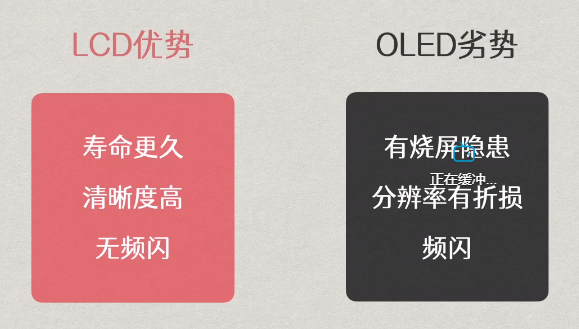 LCD优势
寿命更久
清晰度高
无频闪
OLED劣势
有烧屏隐患
正在缓冲...
分辨率有折损
频闪